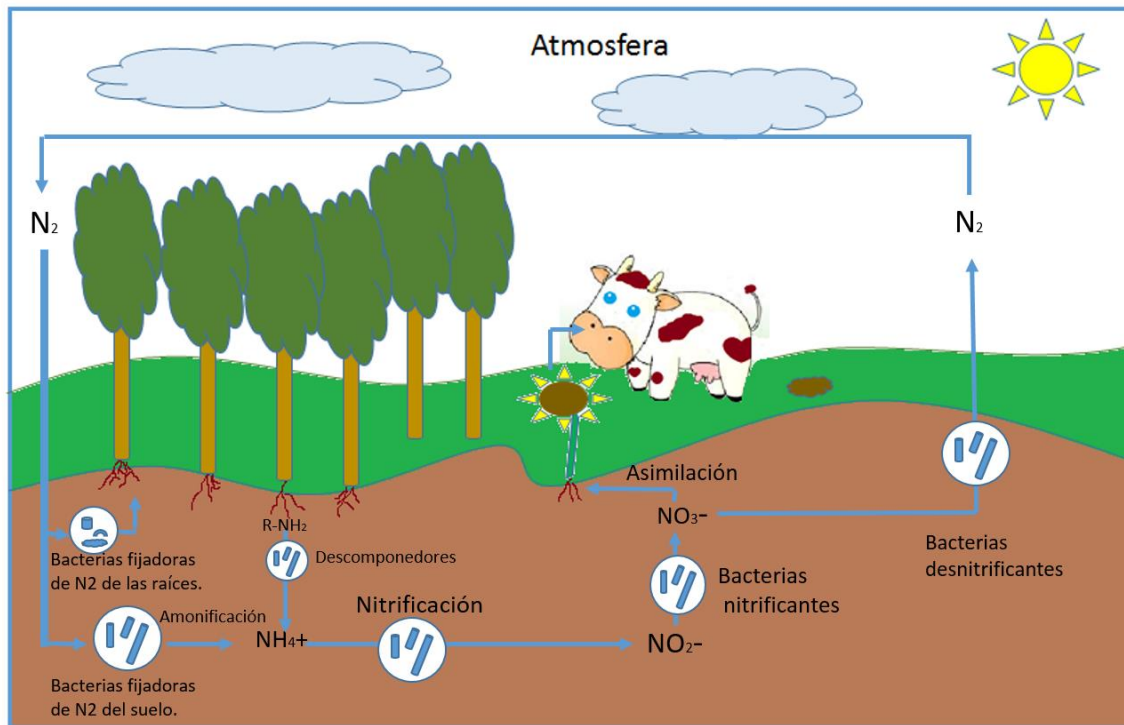 Atmosfera
N2
N2
Asimilación
NO3-
R-NH2
Descomponedores
Bacterias fijadoras
de N2 de las raíces.
Bacterias
desnitrificantes
Bacterias
nitrificantes
Amonificación
Nitrificación
NH4+
NO2-
Bacterias fijadoras
de N2 del suelo.